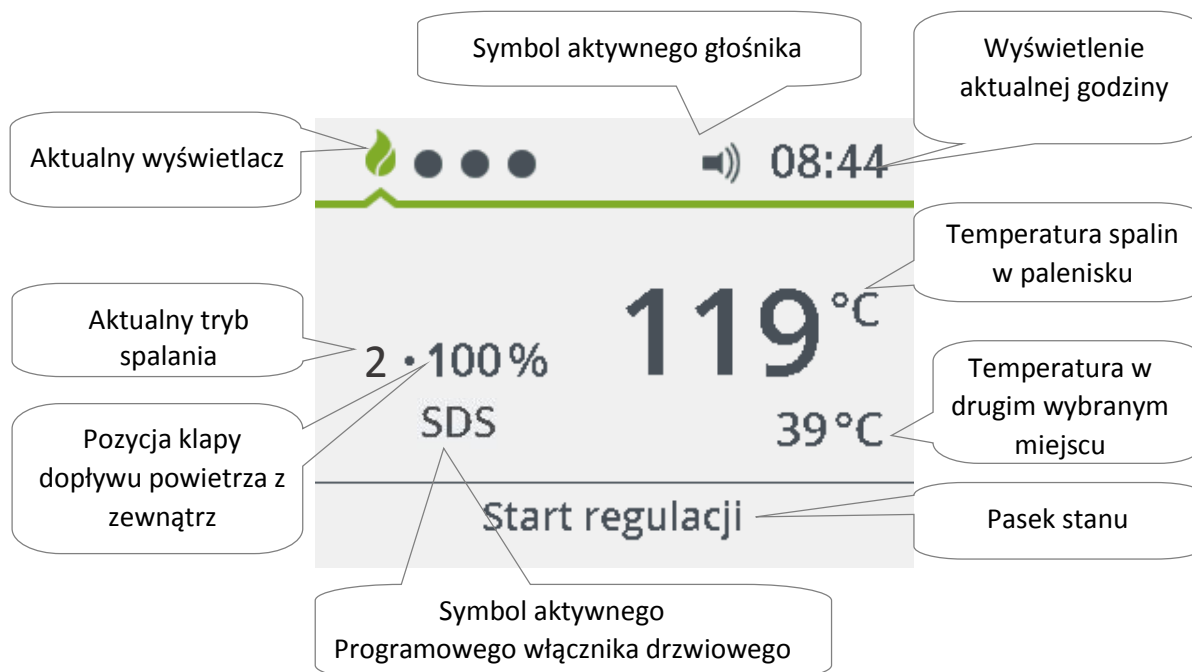 Symbol aktywnego głośnika
Wyświetlenie
aktualnej godziny
Aktualny wyświetlacz
08:44
Temperatura spalin
w palenisku
119 °C
Aktualny tryb
spalania
2 · 100 %
Temperatura w
drugim wybranym
miejscu
SDS
39 °C
Pozycja klapy
dopływu powietrza z
zewnątrz
Start regulacji
Pasek stanu
Symbol aktywnego
Programowego włącznika drzwiowego